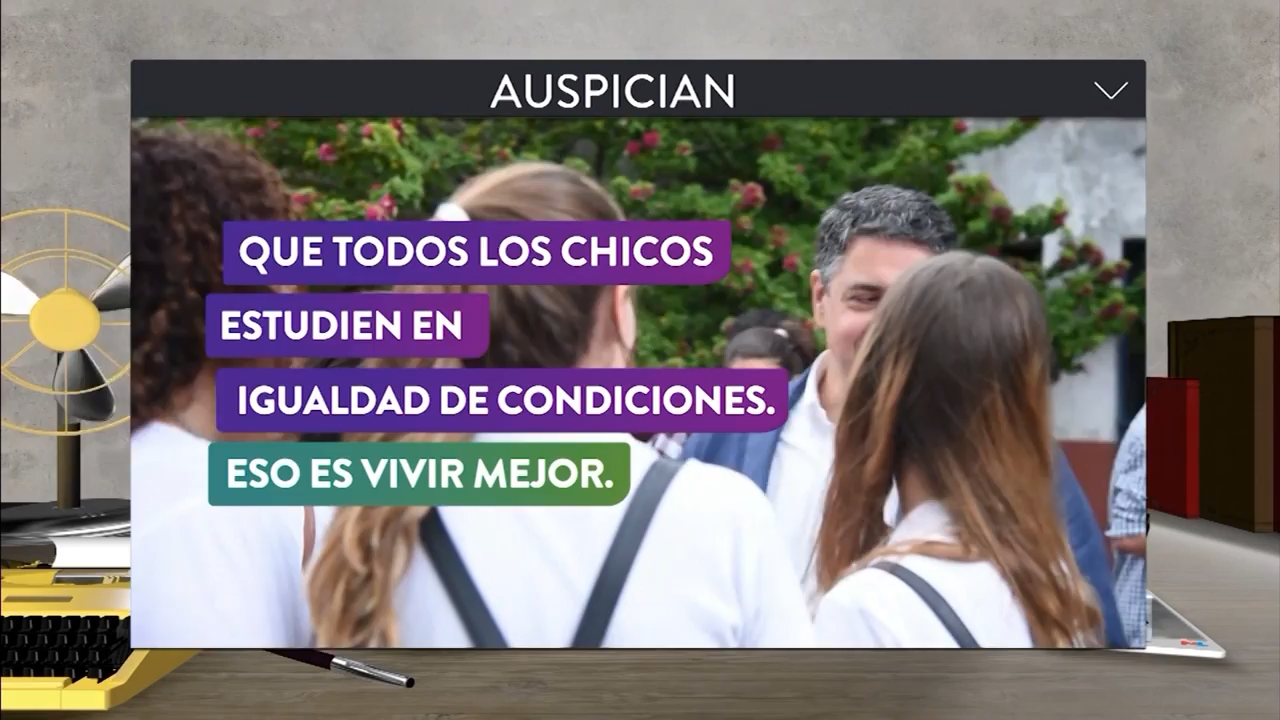 AUSPICIAN
QUE TODOS LOS CHICOS
ESTUDIEN EN
IGUALDAD DE CONDICIONES.
ESO ES VIVIR MEJOR.